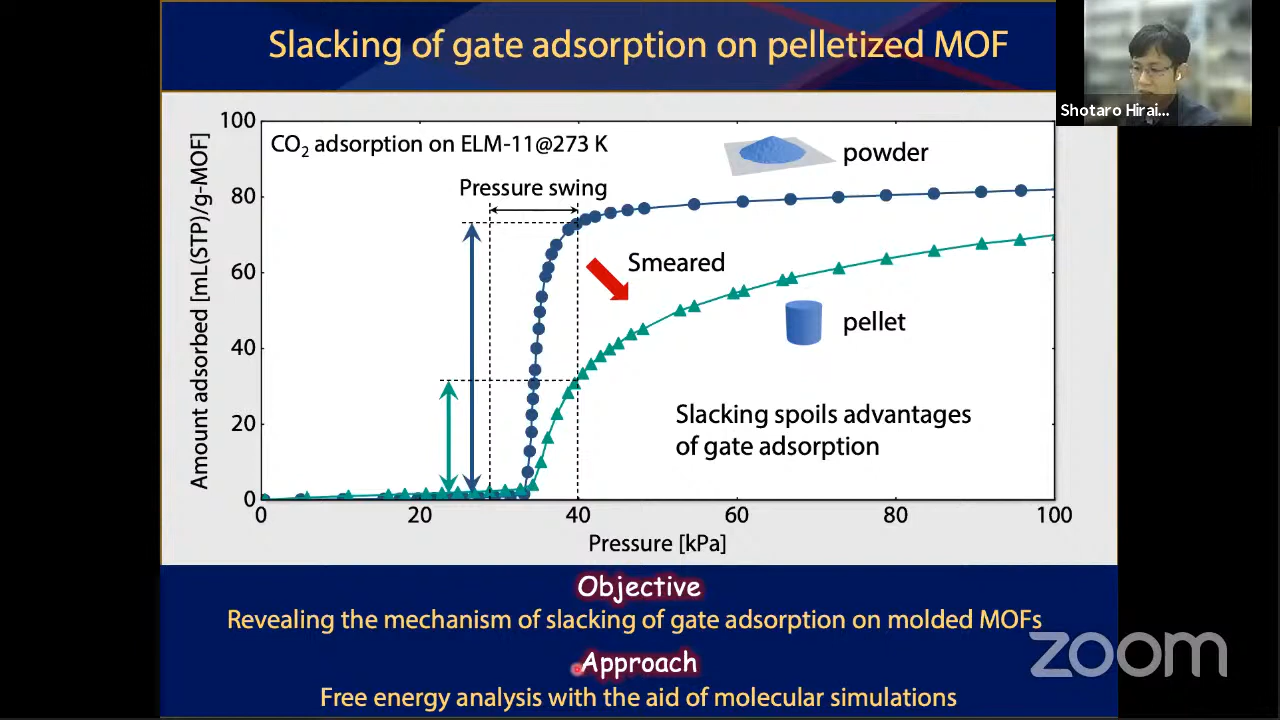 Slacking of gate adsorption on pelletized MOF
Shotaro Hirai...
100
80
60
40
20
0
Amount adsorbed [mL(STP)/g-MOF]
CO₂ adsorption on ELM-11@273 K
powder
Pressure swing
Smeared
pellet
Slacking spoils advantages
of gate adsorption
0 20 40 60 80 100
Pressure [kPa]
Objective
Revealing the mechanism of slacking of gate adsorption on molded MOFs
Approach
Free energy analysis with the aid of molecular simulations
zoom